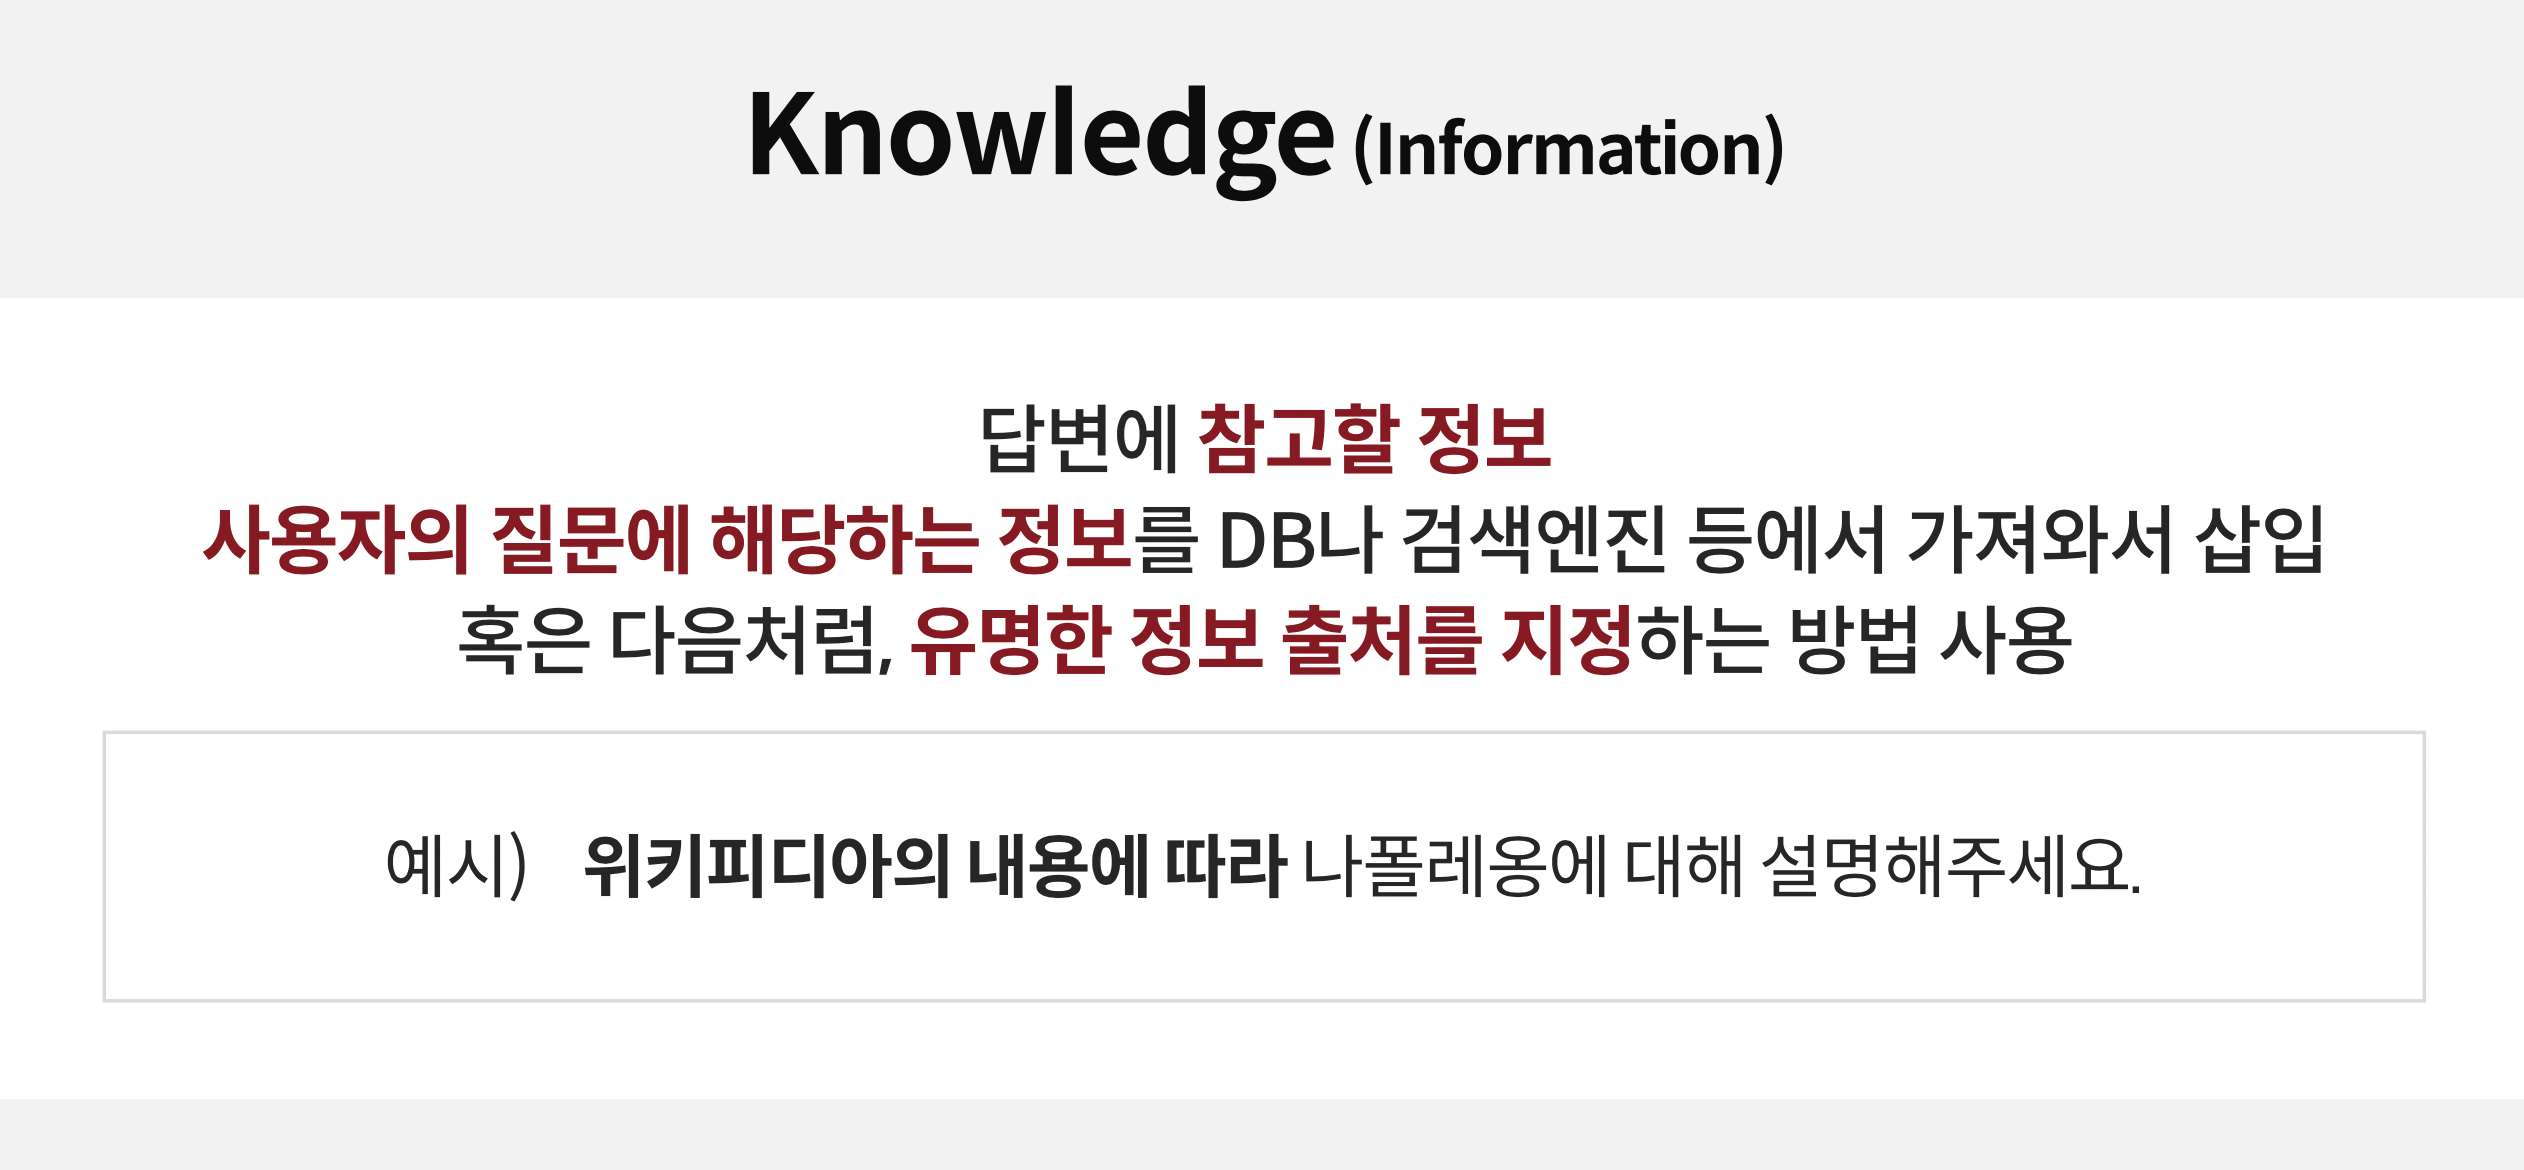 Knowledge (Information)
답변에 참고할 정보
사용자의 질문에 해당하는 정보를 DB나 검색엔진 등에서 가져와서 삽입
혹은 다음처럼, 유명한 정보 출처를 지정하는 방법 사용
예시) 위키피디아의 내용에 따라 나폴레옹에 대해 설명해주세요.